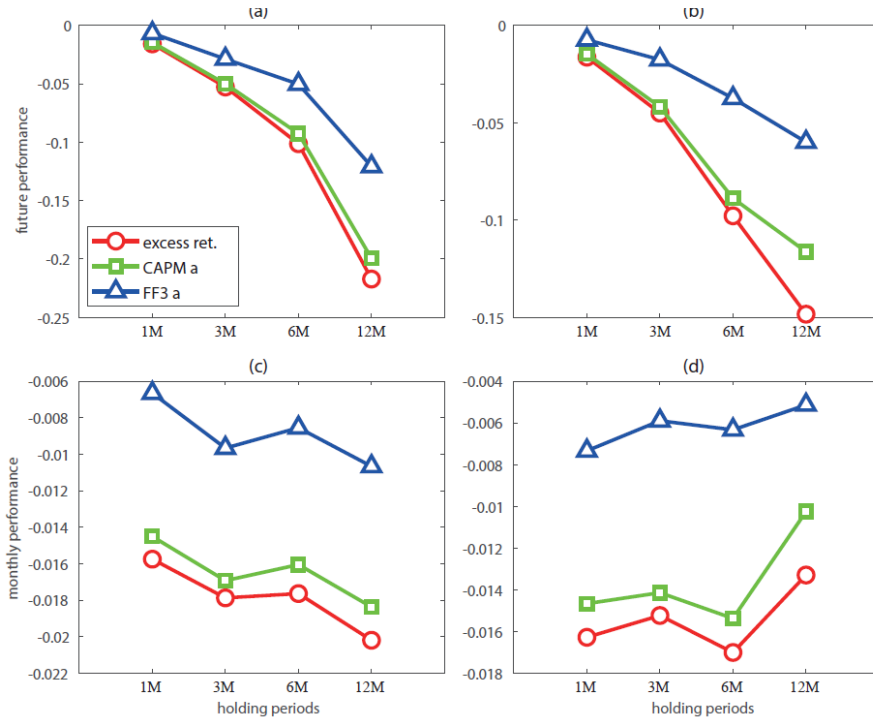 (a)
0
-0.05
-0.1
-0.15
-0.2
-0.25
future performance
excess ret.
CAPM a
FF3 a
1M 3M 6M 12M
(b)
0
-0.05
-0.1
-0.15
1M 3M 6M 12M
(c)
-0.006
-0.008
-0.01
-0.012
-0.014
-0.016
-0.018
-0.02
-0.022
monthly performance
1M 3M 6M 12M
holding periods
(d)
-0.004
-0.006
-0.008
-0.01
-0.012
-0.014
-0.016
-0.018
1M 3M 6M 12M
holding periods